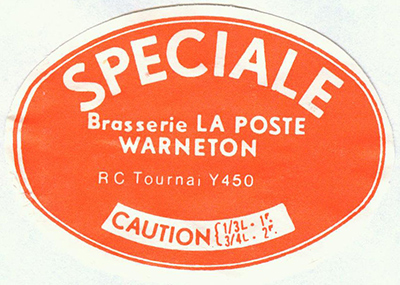 SPECIALE
Brasserie LA POSTE
WARNETON
RC Tournai Y450
CAUTION { 1/3L. 1F.
3/4L. 2F.